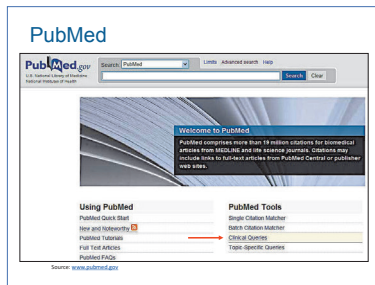 PubMed
PubMed.gov
U.S. National Library of Medicine
National Institutes of Health
Search: PubMed
Limits Advanced search Help
Search Clear
Welcome to PubMed
PubMed comprises more than 19 million citations for biomedical
articles from MEDLINE and life science journals. Citations may
include links to full-text articles from PubMed Central or publisher
web sites.
Using PubMed
PubMed Quick Start
New and Noteworthy
PubMed Tutorials
Full Text Articles
PubMed FAQs
PubMed Tools
Single Citation Matcher
Batch Citation Matcher
Clinical Queries
Topic-Specific Queries
Source: www.pubmed.gov